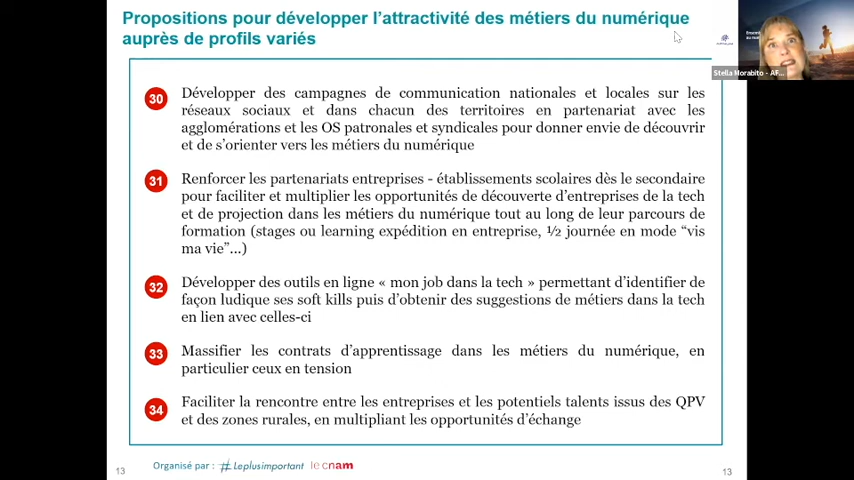 Propositions pour développer l’attractivité des métiers du numérique
auprès de profils variés
30 Développer des campagnes de communication nationales et locales sur les
réseaux sociaux et dans chacun des territoires en partenariat avec les
agglomérations et les OS patronales et syndicales pour donner envie de découvrir
et de s’orienter vers les métiers du numérique
31 Renforcer les partenariats entreprises - établissements scolaires dès le secondaire
pour faciliter et multiplier les opportunités de découverte d’entreprises de la tech
et de projection dans les métiers du numérique tout au long de leur parcours de
formation (stages ou learning expédition en entreprise, ½ journée en mode “vis
ma vie”...)
32 Développer des outils en ligne « mon job dans la tech » permettant d’identifier de
façon ludique ses soft kills puis d’obtenir des suggestions de métiers dans la tech
en lien avec celles-ci
33 Massifier les contrats d’apprentissage dans les métiers du numérique, en
particulier ceux en tension
34 Faciliter la rencontre entre les entreprises et les potentiels talents issus des QPV
et des zones rurales, en multipliant les opportunités d’échange
13 Organisé par : #Leplusimportant le cnam 13
Stella Morabito - AF...